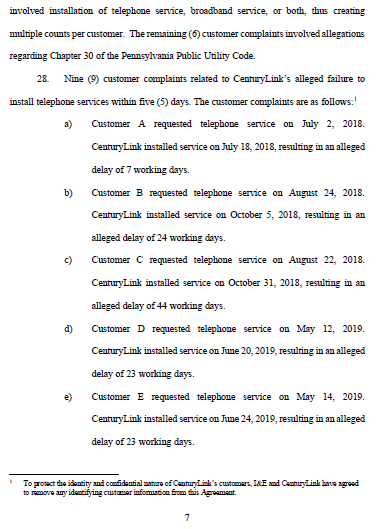 involved installation of telephone service, broadband service, or both, thus creating
multiple counts per customer. The remaining (6) customer complaints involved allegations
regarding Chapter 30 of the Pennsylvania Public Utility Code.
28. Nine (9) customer complaints related to CenturyLink's alleged failure to
install telephone services within five (5) days. The customer complaints are as follows:1
a) Customer A requested telephone service on July 2, 2018.
CenturyLink installed service on July 18, 2018, resulting in an alleged
delay of 7 working days.
b) Customer B requested telephone service on August 24, 2018.
CenturyLink installed service on October 5, 2018, resulting in an
alleged delay of 24 working days.
c) Customer C requested telephone service on August 22, 2018.
CenturyLink installed service on October 31, 2018, resulting in an
alleged delay of 44 working days.
d) Customer D requested telephone service on May 12, 2019.
CenturyLink installed service on June 20, 2019, resulting in an alleged
delay of 23 working days.
e) Customer E requested telephone service on May 14, 2019.
CenturyLink installed service on June 24, 2019, resulting in an alleged
delay of 23 working days.
1 To protect the identity and confidential nature of CenturyLink's customers, I&E and CenturyLink have agreed
to remove any identifying customer information from this Agreement.
7